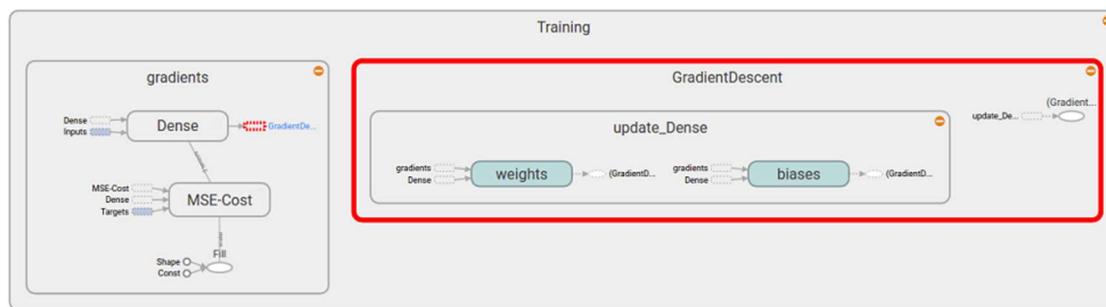 Training
gradients
Dense
Inputs
Dense
GradientDe...
MSE-Cost
Dense
Targets
MSE-Cost
Fill
Shape
Const
GradientDescent
update_Dense
gradients
Dense
weights
(GradientD...
gradients
Dense
biases
(GradientD...
(Gradient...
update_De...